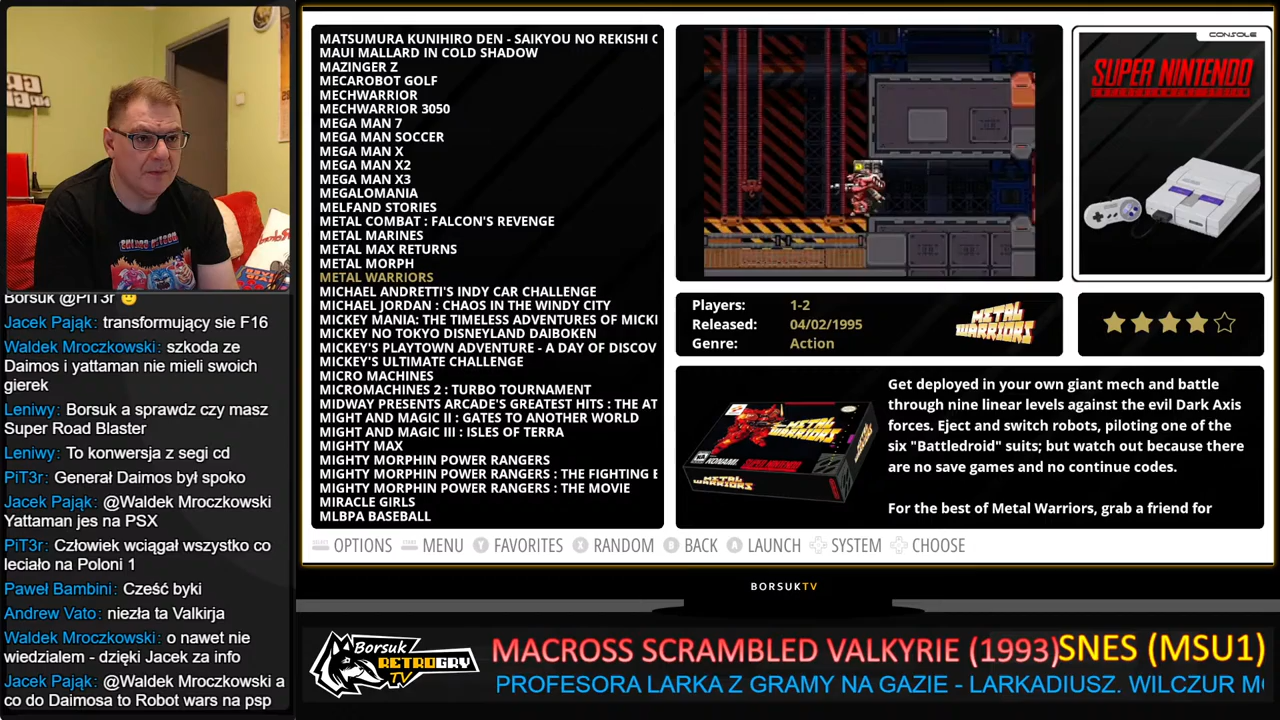 Borsuk @PiT3r
Jacek Pająk: transformujący sie F16
Waldek Mroczkowski: szkoda ze
Daimos i yattaman nie mieli swoich
gierek
Leniwy: Borsuk a sprawdz czy masz
Super Road Blaster
Leniwy: To konwersja z segi cd
PiT3r: Generał Daimos był spoko
Jacek Pająk: @Waldek Mroczkowski
Yattaman jes na PSX
PiT3r: Człowiek wciągał wszystko co
leciało na Poloni 1
Paweł Bambini: Cześć byki
Andrew Vato: niezła ta Valkirja
Waldek Mroczkowski: o nawet nie
wiedzialem - dzięki Jacek za info
Jacek Pająk: @Waldek Mroczkowski a
co do Daimosa to Robot wars na psp
MATSUMURA KUNIHIRO DEN - SAIKYOU NO REKISHI
MAUI MALLARD IN COLD SHADOW
MAZINGER Z
MECAROBOT GOLF
MECHWARRIOR
MECHWARRIOR 3050
MEGA MAN 7
MEGA MAN SOCCER
MEGA MAN X
MEGA MAN X2
MEGA MAN X3
MEGALOMANIA
MELFAND STORIES
METAL COMBAT : FALCON'S REVENGE
METAL MARINES
METAL MAX RETURNS
METAL MORPH
METAL WARRIORS
MICHAEL ANDRETTI'S INDY CAR CHALLENGE
MICHAEL JORDAN : CHAOS IN THE WINDY CITY
MICKEY MANIA: THE TIMELESS ADVENTURES OF MICKE
MICKEY NO TOKYO DISNEYLAND DAIBOKEN
MICKEY'S PLAYTOWN ADVENTURE - A DAY OF DISCOV
MICKEY'S ULTIMATE CHALLENGE
MICRO MACHINES
MICROMACHINES 2 : TURBO TOURNAMENT
MIDWAY PRESENTS ARCADE'S GREATEST HITS : THE AT
MIGHT AND MAGIC II : GATES TO ANOTHER WORLD
MIGHT AND MAGIC III : ISLES OF TERRA
MIGHTY MAX
MIGHTY MORPHIN POWER RANGERS
MIGHTY MORPHIN POWER RANGERS : THE FIGHTING E
MIGHTY MORPHIN POWER RANGERS : THE MOVIE
MIRACLE GIRLS
MLBPA BASEBALL
CONSOLE
SUPER NINTENDO
ENTERTAINMENT SYSTEM
Players: 1-2
Released: 04/02/1995
Genre: Action
METAL WARRIORS
METAL WARRIORS
KONAMI
SUPER NINTENDO
METAL WARRIORS
Get deployed in your own giant mech and battle
through nine linear levels against the evil Dark Axis
forces. Eject and switch robots, piloting one of the
six "Battledroid" suits; but watch out because there
are no save games and no continue codes.
For the best of Metal Warriors, grab a friend for
SELECT OPTIONS START MENU Y FAVORITES X RANDOM B BACK A LAUNCH SYSTEM CHOOSE
BORSUKTV
Borsuk
RETROGRY
TV
MACROSS SCRAMBLED VALKYRIE (1993) SNES (MSU1)
PROFESORA LARKA Z GRAMY NA GAZIE - LARKADIUSZ. WILCZUR